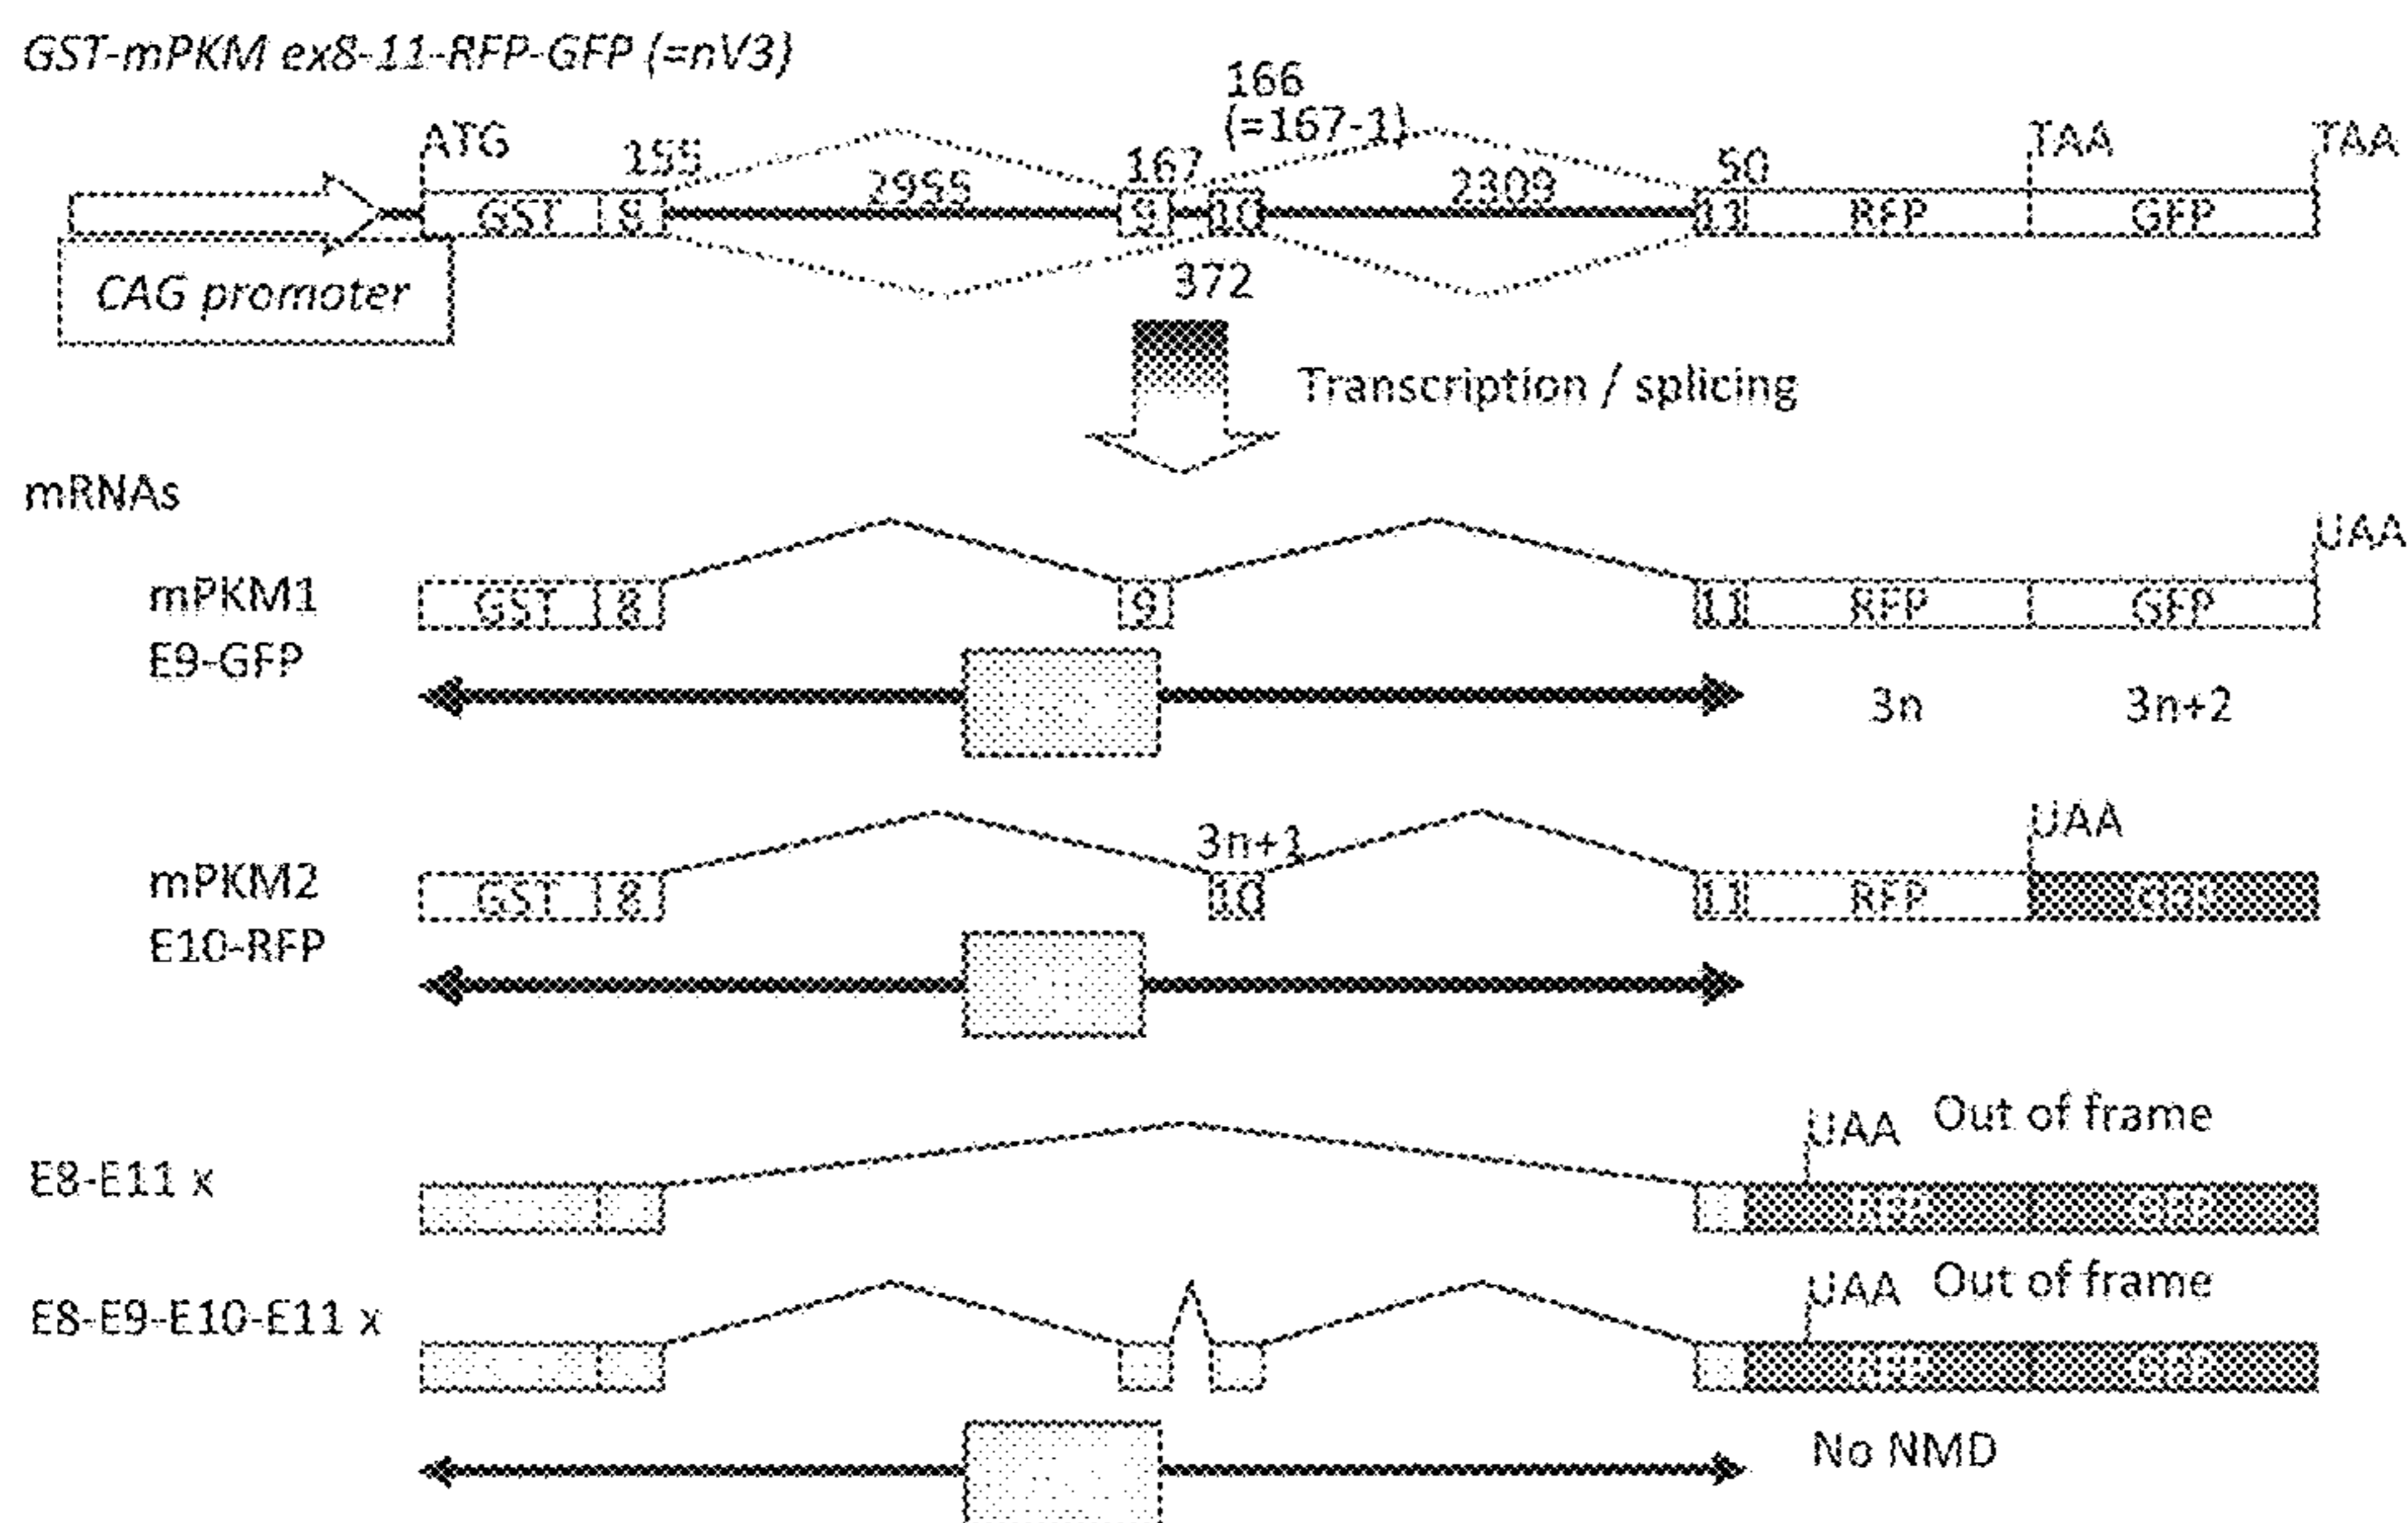 GST-mPKM ex8-11-RFP-GFP (=nV3)
166
(=167-1)
ATG 155 2955 167 2309 50 TAA TAA
GST 8 9 10 11 RFP GFP
CAG promoter
372
Transcription / splicing
mRNAs
UAA
mPKM1 GST 8 9 11 RFP GFP
E9-GFP
3n 3n+2
3n+1 UAA
mPKM2 GST 8 10 11 RFP
E10-RFP
UAA Out of frame
E8-E11 x
GFP
UAA Out of frame
E8-E9-E10-E11 x
RFP GFP
No NMD